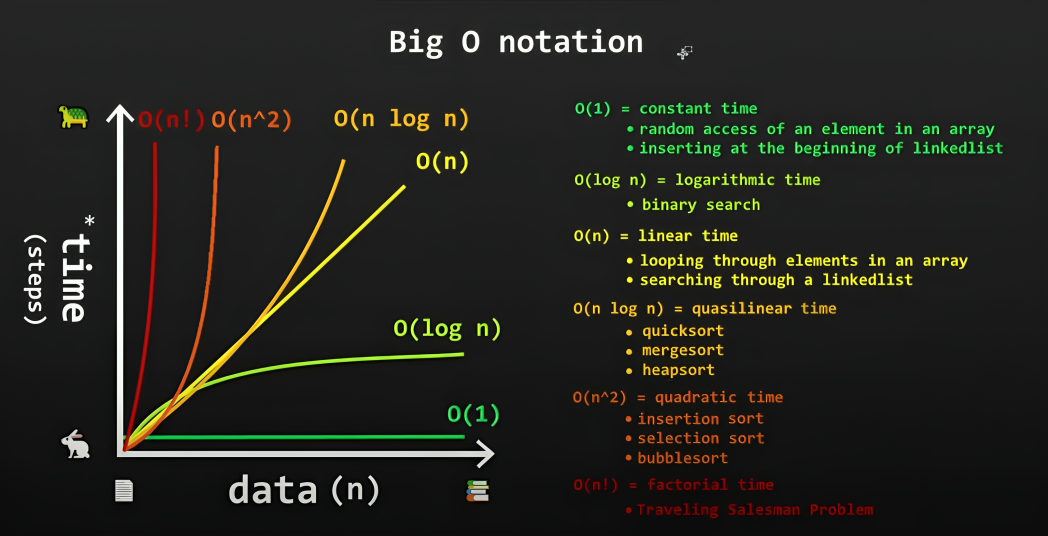 Big O notation
O(n!)
O(n^2)
O(n log n)
O(n)
O(log n)
O(1)
*time
(steps)
data (n)
O(1) = constant time
• random access of an element in an array
• inserting at the beginning of linkedlist
O(log n) = logarithmic time
• binary search
O(n) = linear time
• looping through elements in an array
• searching through a linkedlist
O(n log n) = quasilinear time
• quicksort
• mergesort
• heapsort
O(n^2) = quadratic time
• insertion sort
• selection sort
• bubblesort
O(n!) = factorial time
• Traveling Salesman Problem